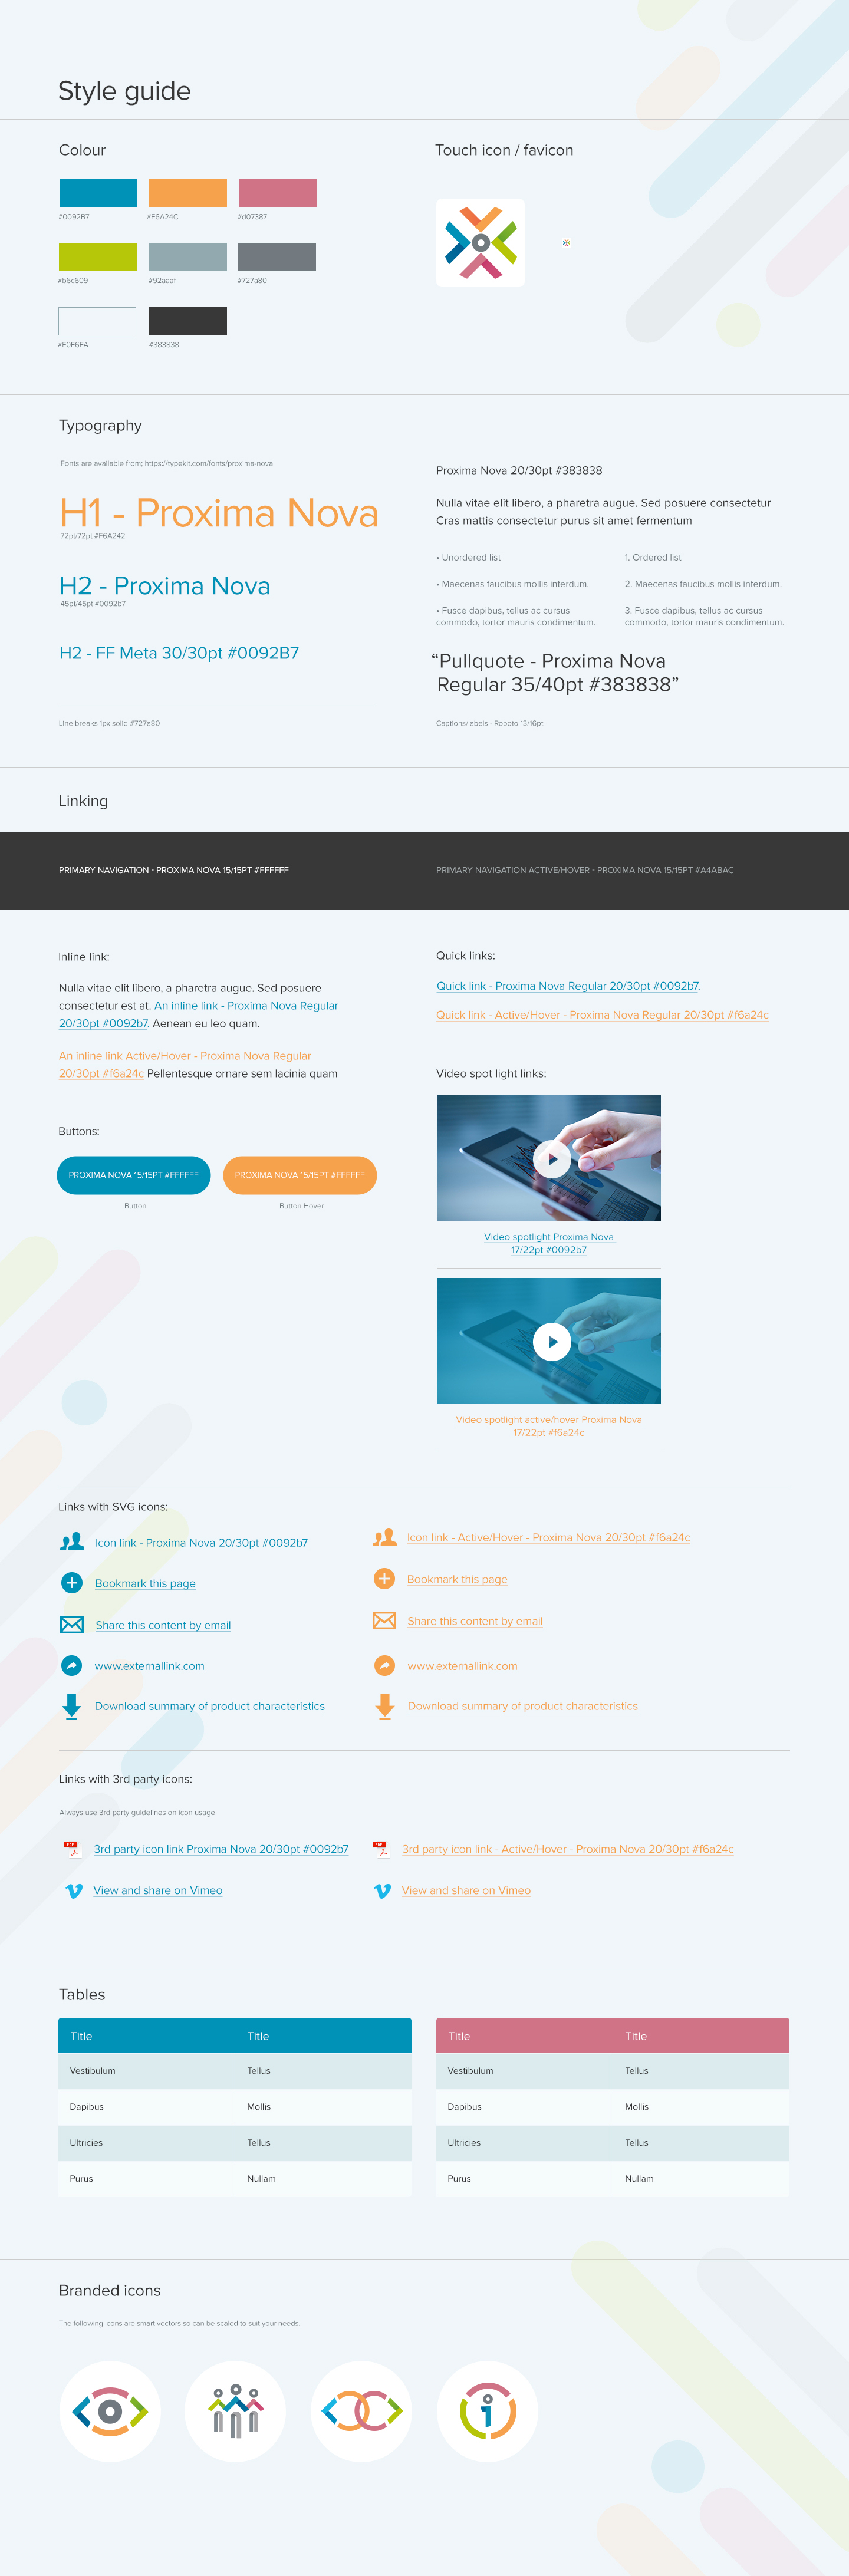 Style guide
Colour
Touch icon / favicon
#0092B7
#F6A24C
#d07387
#b6c609
#92aaaf
#727a80
#F0F6FA
#383838
Typography
Fonts are available from; https://typekit.com/fonts/proxima-nova
H1 - Proxima Nova
72pt/72pt #F6A242
H2 - Proxima Nova
45pt/45pt #0092b7
H2 - FF Meta 30/30pt #0092B7
Line breaks 1px solid #727a80
Proxima Nova 20/30pt #383838
Nulla vitae elit libero, a pharetra augue. Sed posuere consectetur
Cras mattis consectetur purus sit amet fermentum
• Unordered list
• Maecenas faucibus mollis interdum.
• Fusce dapibus, tellus ac cursus
commodo, tortor mauris condimentum.
1. Ordered list
2. Maecenas faucibus mollis interdum.
3. Fusce dapibus, tellus ac cursus
commodo, tortor mauris condimentum.
“Pullquote - Proxima Nova
Regular 35/40pt #383838”
Captions/labels - Roboto 13/16pt
Linking
PRIMARY NAVIGATION - PROXIMA NOVA 15/15PT #FFFFFF
PRIMARY NAVIGATION ACTIVE/HOVER - PROXIMA NOVA 15/15PT #A4ABAC
Inline link:
Nulla vitae elit libero, a pharetra augue. Sed posuere
consectetur est at. An inline link - Proxima Nova Regular
20/30pt #0092b7. Aenean eu leo quam.
An inline link Active/Hover - Proxima Nova Regular
20/30pt #f6a24c Pellentesque ornare sem lacinia quam
Buttons:
PROXIMA NOVA 15/15PT #FFFFFF
Button
PROXIMA NOVA 15/15PT #FFFFFF
Button Hover
Quick links:
Quick link - Proxima Nova Regular 20/30pt #0092b7.
Quick link - Active/Hover - Proxima Nova Regular 20/30pt #f6a24c
Video spot light links:
Video spotlight Proxima Nova
17/22pt #0092b7
Video spotlight active/hover Proxima Nova
17/22pt #f6a24c
Links with SVG icons:
Icon link - Proxima Nova 20/30pt #0092b7
Bookmark this page
Share this content by email
www.externallink.com
Download summary of product characteristics
Icon link - Active/Hover - Proxima Nova 20/30pt #f6a24c
Bookmark this page
Share this content by email
www.externallink.com
Download summary of product characteristics
Links with 3rd party icons:
Always use 3rd party guidelines on icon usage
PDF
3rd party icon link Proxima Nova 20/30pt #0092b7
View and share on Vimeo
PDF
3rd party icon link - Active/Hover - Proxima Nova 20/30pt #f6a24c
View and share on Vimeo
Tables
Title Title
Vestibulum Tellus
Dapibus Mollis
Ultricies Tellus
Purus Nullam
Title Title
Vestibulum Tellus
Dapibus Mollis
Ultricies Tellus
Purus Nullam
Branded icons
The following icons are smart vectors so can be scaled to suit your needs.